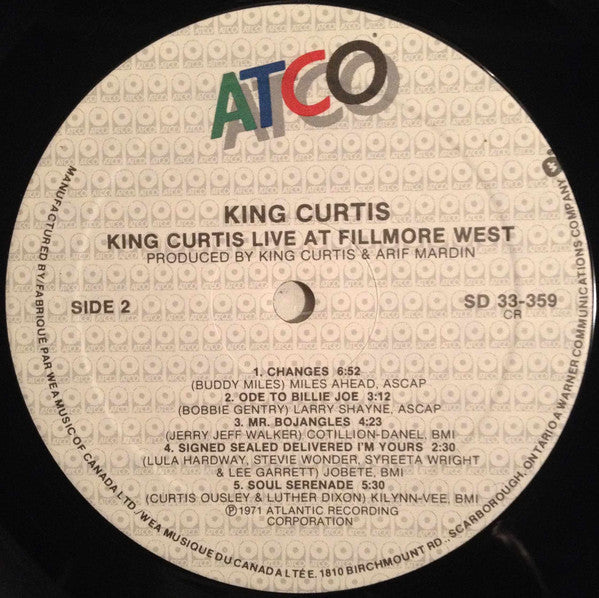 ATCO
KING CURTIS
KING CURTIS LIVE AT FILLMORE WEST
PRODUCED BY KING CURTIS & ARIF MARDIN
SIDE 2
SD 33-359
CR
1. CHANGES 6:52
(BUDDY MILES) MILES AHEAD, ASCAP
2. ODE TO BILLIE JOE 3:12
(BOBBIE GENTRY) LARRY SHAYNE, ASCAP
3. MR. BOJANGLES 4:23
(JERRY JEFF WALKER) COTILLION-DANEL, BMI
4. SIGNED SEALED DELIVERED I'M YOURS 2:30
(LULA HARDWAY, STEVIE WONDER, SYREETA WRIGHT
& LEE GARRETT) JOBETE, BMI
5. SOUL SERENADE 5:30
(CURTIS OUSLEY & LUTHER DIXON) KILYNN-VEE, BMI
℗1971 ATLANTIC RECORDING
CORPORATION
MANUFACTURED BY/FABRIQUE PAR WEA MUSIC OF CANADA LTD./WEA MUSIQUE DU CANADA LTÉE. 1810 BIRCHMOUNT RD., SCARBOROUGH, ONTARIO A WARNER COMMUNICATIONS COMPANY